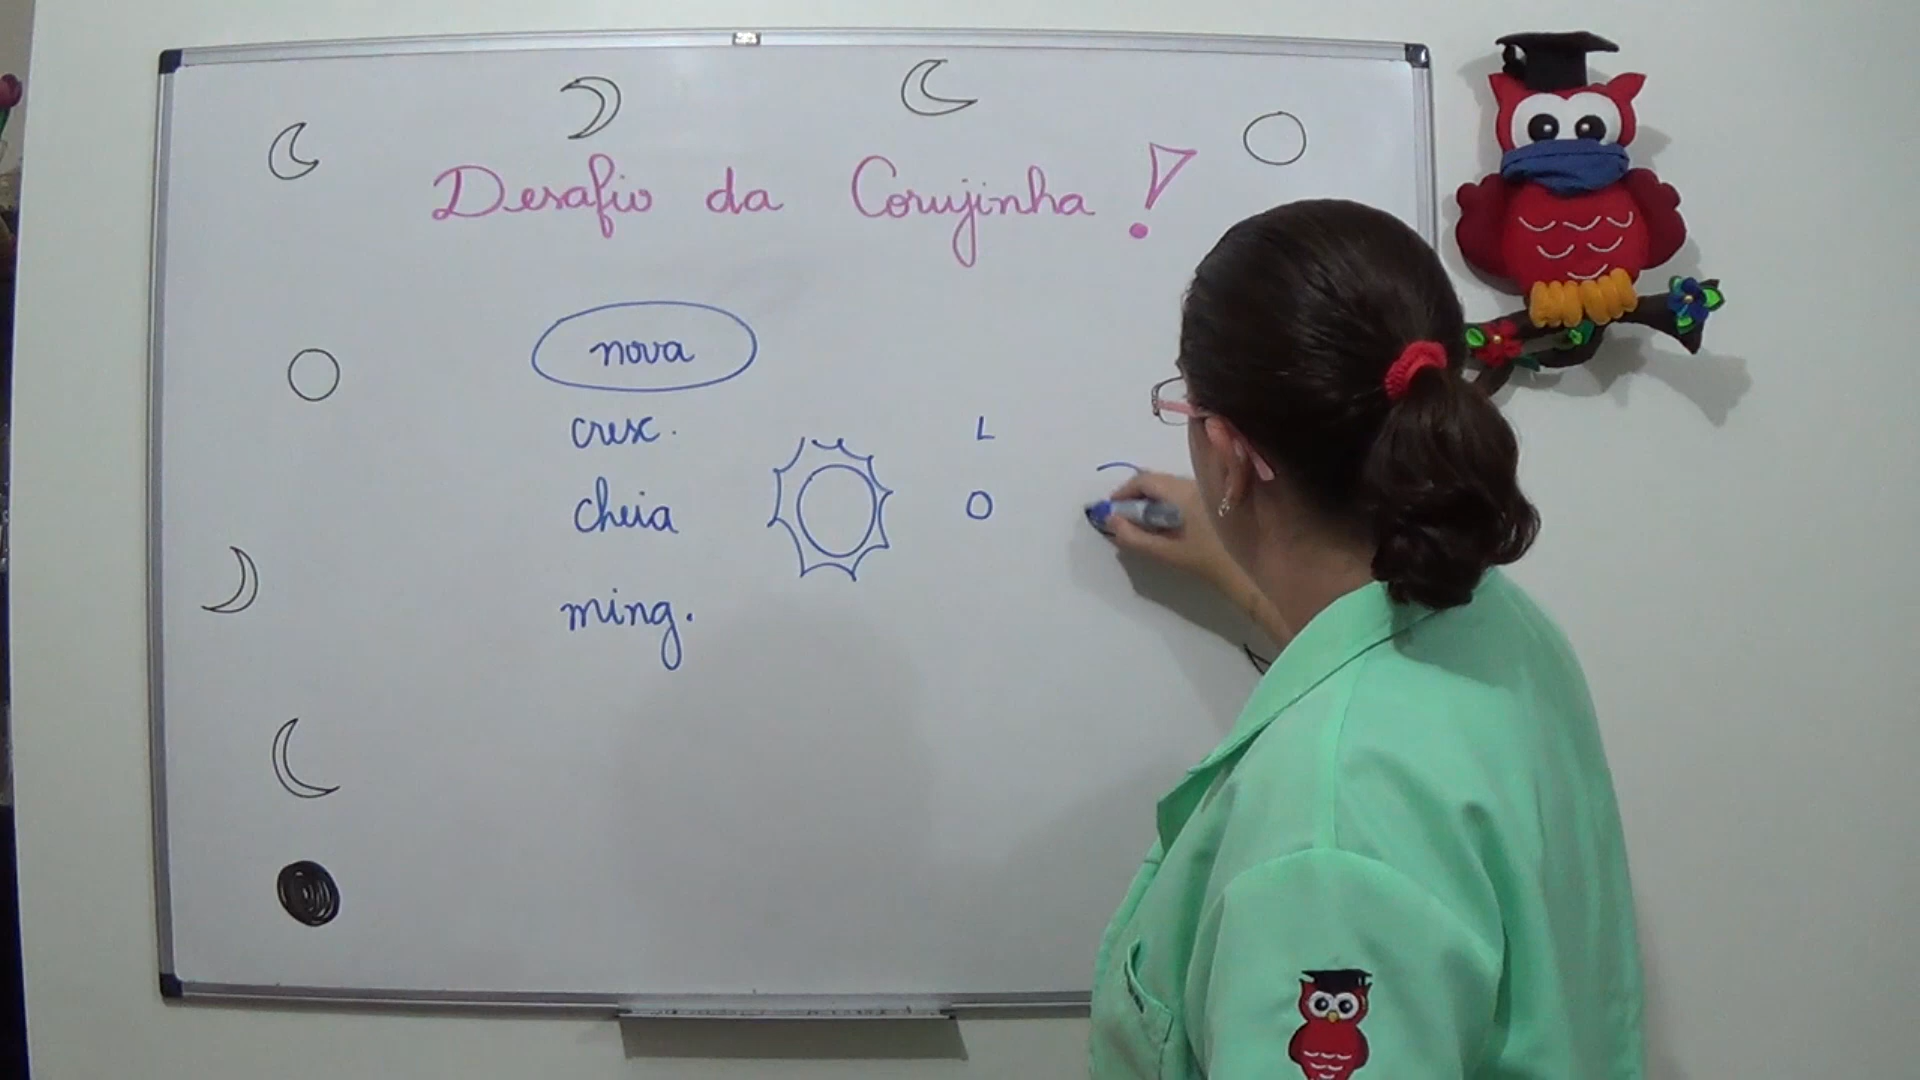 Desafio da Corujinha!
nova
cresc.
L
cheia
O
ming.